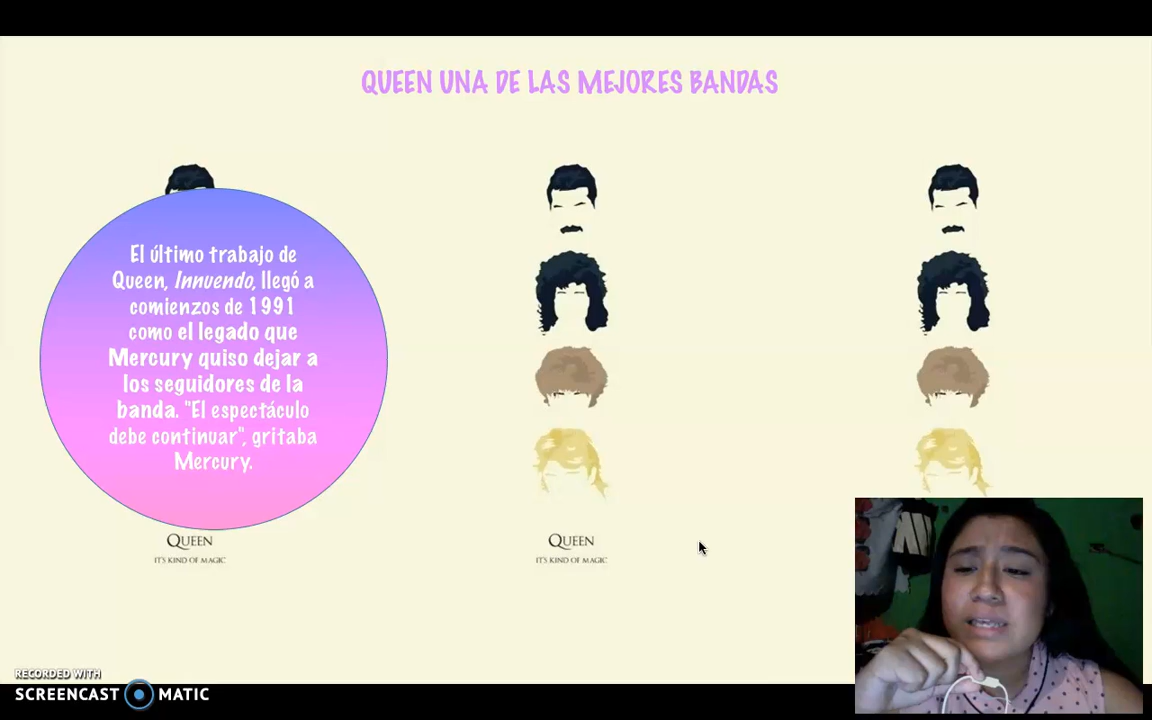 QUEEN UNA DE LAS MEJORES BANDAS
El último trabajo de
Queen, Innuendo, llegó a
comienzos de 1991
como el legado que
Mercury quiso dejar a
los seguidores de la
banda. "El espectáculo
debe continuar", gritaba
Mercury.
QUEEN
IT'S KIND OF MAGIC
QUEEN
IT'S KIND OF MAGIC
RECORDED WITH
SCREENCAST MATIC